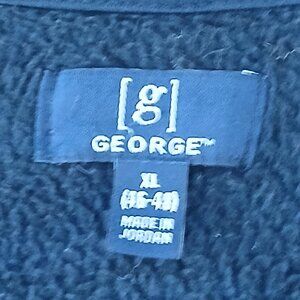 [g]
GEORGE™
XL
(46-48)
MADE IN
JORDAN